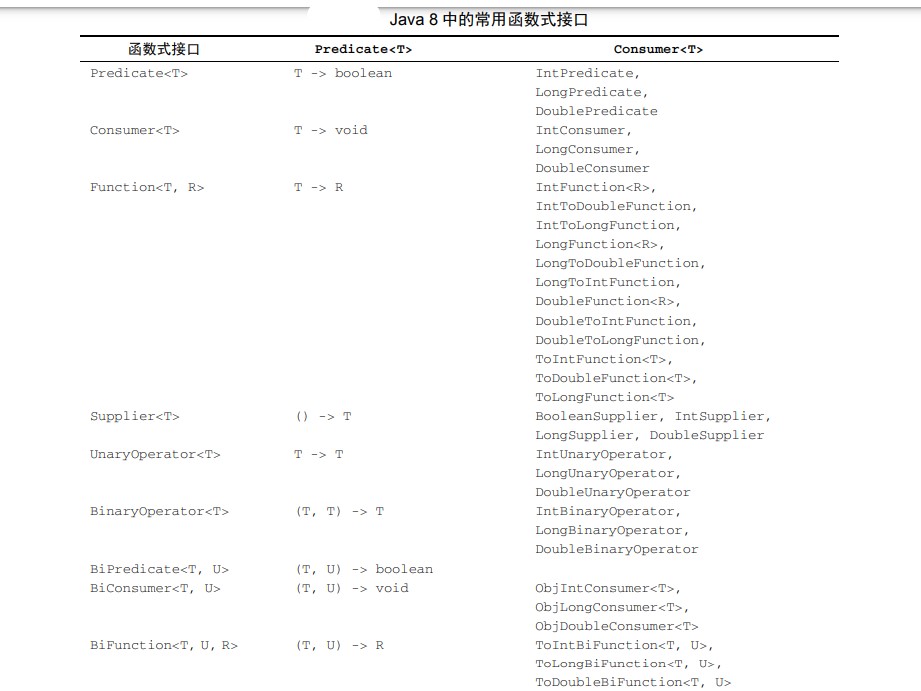 Java 8 中的常用函数式接口
函数式接口 Predicate<T> Consumer<T>
Predicate<T> T -> boolean IntPredicate,
LongPredicate,
DoublePredicate
Consumer<T> T -> void IntConsumer,
LongConsumer,
DoubleConsumer
Function<T, R> T -> R IntFunction<R>,
IntToDoubleFunction,
IntToLongFunction,
LongFunction<R>,
LongToDoubleFunction,
LongToIntFunction,
DoubleFunction<R>,
DoubleToIntFunction,
DoubleToLongFunction,
ToIntFunction<T>,
ToDoubleFunction<T>,
ToLongFunction<T>
Supplier<T> () -> T BooleanSupplier, IntSupplier,
LongSupplier, DoubleSupplier
UnaryOperator<T> T -> T IntUnaryOperator,
LongUnaryOperator,
DoubleUnaryOperator
BinaryOperator<T> (T, T) -> T IntBinaryOperator,
LongBinaryOperator,
DoubleBinaryOperator
BiPredicate<T, U> (T, U) -> boolean
BiConsumer<T, U> (T, U) -> void ObjIntConsumer<T>,
ObjLongConsumer<T>,
ObjDoubleConsumer<T>
BiFunction<T, U, R> (T, U) -> R ToIntBiFunction<T, U>,
ToLongBiFunction<T, U>,
ToDoubleBiFunction<T, U>